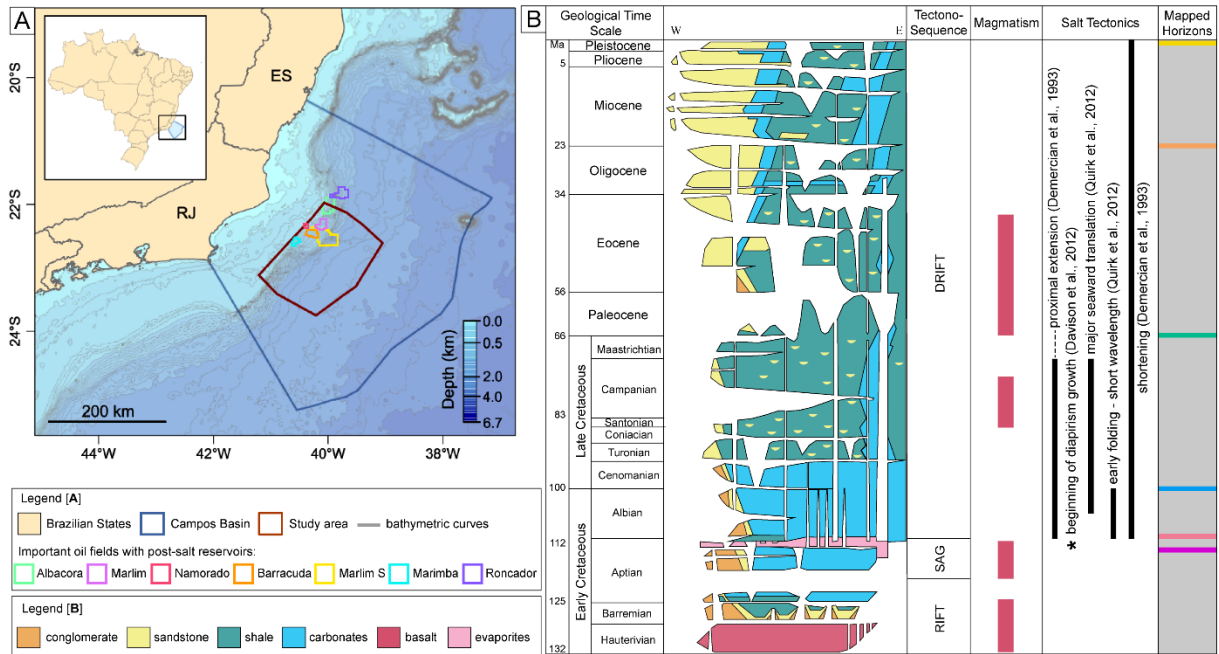 A
20°S
22°S
24°S
ES
RJ
Depth (km)
0.0
2.0
4.0
6.7
200 km
44°W
42°W
40°W
38°W
Legend [A]
Brazilian States
Campos Basin
Study area
bathymetric curves
Important oil fields with post-salt reservoirs:
Albacora
Marlim
Namorado
Barracuda
Marlim S
Marimba
Roncador
Legend [B]
conglomerate
sandstone
shale
carbonates
basalt
evaporites
B
Geological Time
Scale
W
E
Tectono-
Sequence
Magmatism
Salt Tectonics
Mapped
Horizons
Ma
Pleistocene
5
Pliocene
Miocene
23
Oligocene
34
Eocene
56
Paleocene
66
Late Cretaceous
Maastrichtian
Campanian
83
Santonian
Coniacian
Turonian
Cenomanian
100
Early Cretaceous
Albian
112
Aptian
125
Barremian
Hauterivian
132
DRIFT
SAG
RIFT
-----proximal extension (Demercian et al., 1993)
* beginning of diapirism growth (Davison et al., 2012)
major seaward translation (Quirk et al., 2012)
early folding - short wavelength (Quirk et al., 2012)
shortening (Demercian et al., 1993)